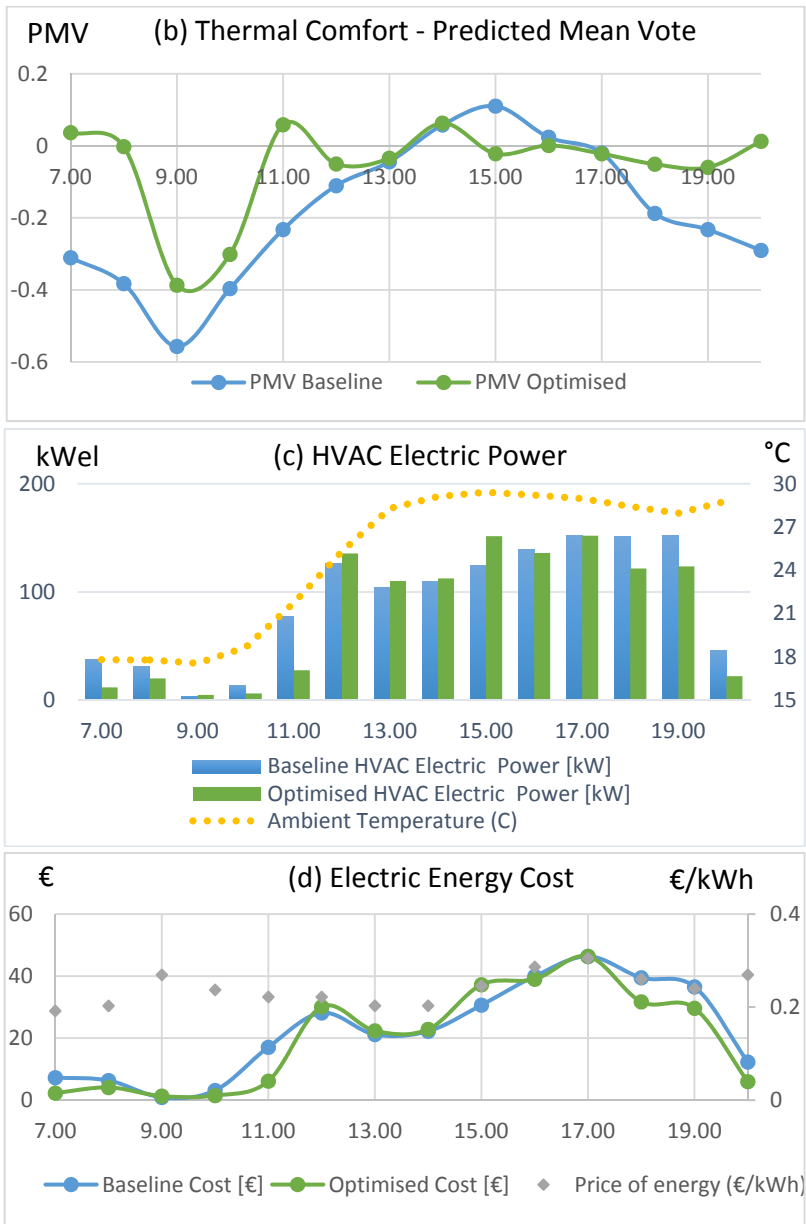 PMV (b) Thermal Comfort - Predicted Mean Vote
0.2
0
7.00 9.00 11.00 13.00 15.00 17.00 19.00
-0.2
-0.4
-0.6
PMV Baseline PMV Optimised
kWel (c) HVAC Electric Power °C
200 30
27
24
100
21
18
0 15
7.00 9.00 11.00 13.00 15.00 17.00 19.00
Baseline HVAC Electric Power [kW]
Optimised HVAC Electric Power [kW]
Ambient Temperature (C)
€ (d) Electric Energy Cost €/kWh
60 0.4
40
0.2
20
0 0
7.00 9.00 11.00 13.00 15.00 17.00 19.00
Baseline Cost [€] Optimised Cost [€] Price of energy (€/kWh)